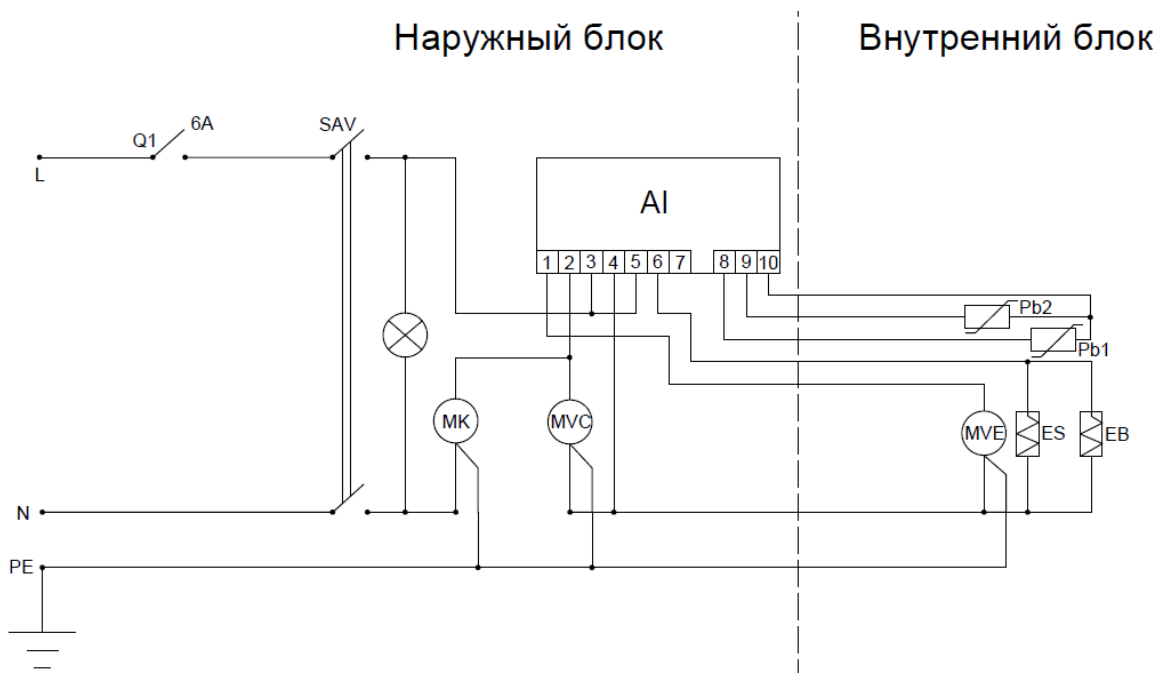 Наружный блок
Внутренний блок
Q1
6A
SAV
L
AI
1 2 3 4 5 6 7 8 9 10
Pb2
Pb1
MK
MVC
MVE
ES
EB
N
PE